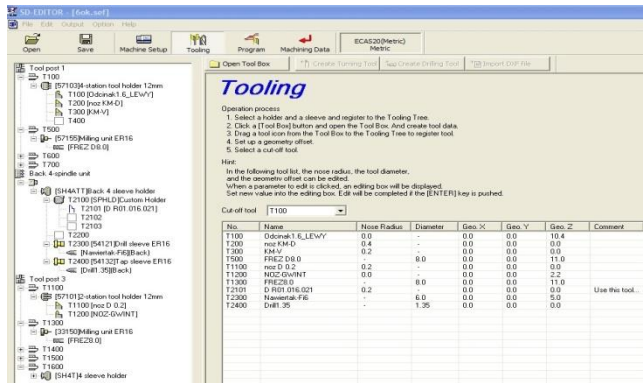 SD-EDITOR - [6ok.sef]
File Edit Output Option Help
Open Save Machine Setup Tooling Program Machining Data ECAS20(Metric) Metric
Open Tool Box Create Turning Tool Create Drilling Tool Import DXF File
Tool post 1
T100
[57103]4-station tool holder 12mm
T100 [Odcinak1.6_LEWY]
T200 [noz KM-D]
T300 [KM-V]
T400
T500
[57155]Milling unit ER16
[FREZ D8.0]
T600
T700
Back 4-spindle unit
[SH4ATT]Back 4 sleeve holder
T2100 [SPHLD]Custom Holder
T2101 [D R01.016.021]
T2102
T2103
T2200
T2300 [54121]Drill sleeve ER16
[Nawiertak-Fi6](Back)
T2400 [54132]Tap sleeve ER16
[Drill1.35](Back)
Tool post 3
T1100
[57101]2-station tool holder 12mm
T1100 [noz D 0.2]
T1200 [NOZ-GWINT]
T1300
[33150]Milling unit ER16
[FREZ8.0]
T1400
T1500
T1600
[SH4T]4 sleeve holder
Tooling
Operation process
1. Select a holder and a sleeve and register to the Tooling Tree.
2. Click a [Tool Box] button and open the Tool Box. And create tool data.
3. Drag a tool icon from the Tool Box to the Tooling Tree to register tool.
4. Set up a geometry offset.
5. Select a cut-off tool.
Hint:
In the following tool list, the nose radius, the tool diameter,
and the geometry offset can be edited.
When a parameter to edit is clicked, an editing box will be displayed.
Set new value into the editing box. Edit will be completed if the [ENTER] key is pushed.
Cut-off tool T100
No. Name Nose Radius Diameter Geo. X Geo. Y Geo. Z Comment
T100 Odcinak1.6_LEWY 0.0 - 0.0 0.0 10.4
T200 noz KM-D 0.4 - 0.0 0.0 0.0
T300 KM-V 0.2 - 0.0 0.0 0.0
T500 FREZ D8.0 - 8.0 0.0 0.0 11.0
T1100 noz D 0.2 0.2 - 0.0 0.0 0.0
T1200 NOZ-GWINT 0.0 - 0.0 0.0 2.2
T1300 FREZ8.0 - 8.0 0.0 0.0 11.0
T2101 D R01.016.021 0.2 - 0.0 0.0 0.0 Use this tool...
T2300 Nawiertak-Fi6 - 6.0 0.0 0.0 5.0
T2400 Drill1.35 - 1.35 0.0 0.0 0.0